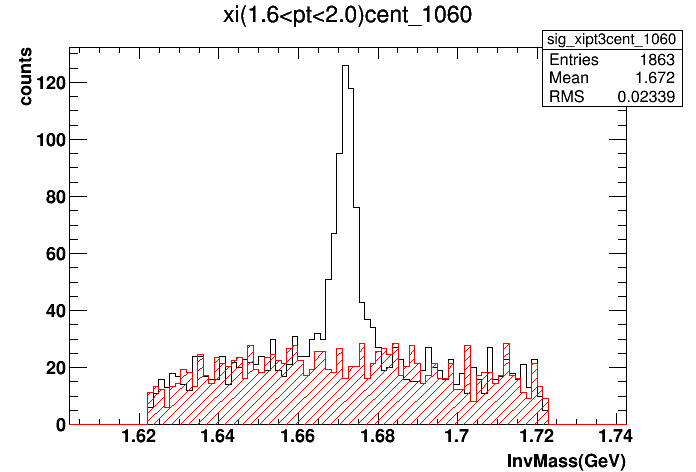 xi(1.6<pt<2.0)cent_1060
sig_xipt3cent_1060
Entries 1863
Mean 1.672
RMS 0.02339
counts
120
100
80
60
40
20
0
1.62 1.64 1.66 1.68 1.7 1.72 1.74
InvMass(GeV)